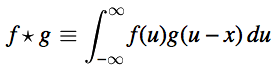 f ⋆ g ≡ ∫_{-∞}^{∞} f(u)g(u − x) du